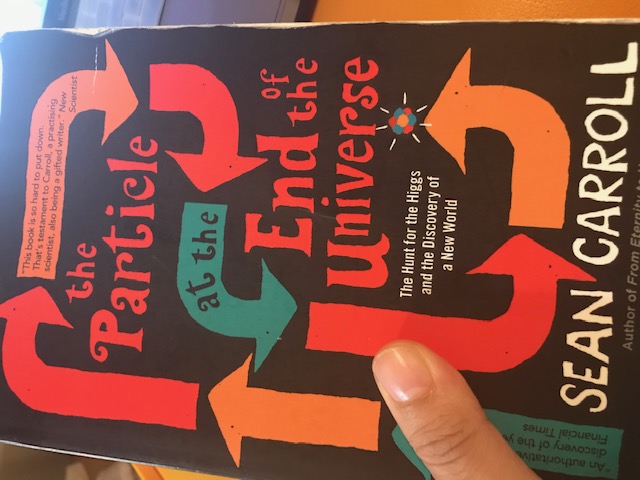 "This book is so hard to put down.
That's testament to Carroll, a practising
scientist, also being a gifted writer." New
Scientist
the
Particle
at the
End of
the
Universe
The Hunt for the Higgs
and the Discovery of
a New World
"An authoritative
discovery of the
Financial Times
SEAN CARROLL
Author of From Eternity to